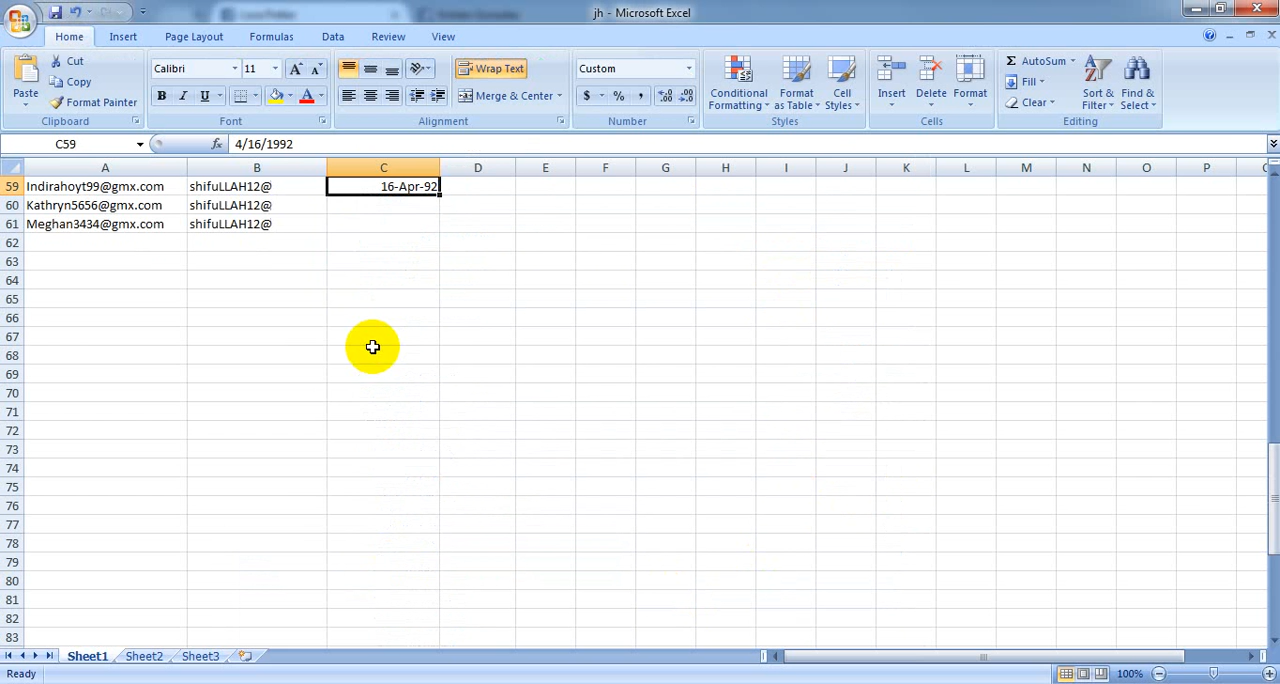 jh - Microsoft Excel
Home Insert Page Layout Formulas Data Review View
Paste
Cut
Copy
Format Painter
Clipboard
Calibri 11
Font
Wrap Text
Merge & Center
Alignment
Custom
Number
Conditional Formatting
Format as Table
Cell Styles
Styles
Insert Delete Format
Cells
AutoSum
Fill
Clear
Sort & Filter
Find & Select
Editing
C59 fx 4/16/1992
A B C D E F G H I J K L M N O P
59 Indirahoyt99@gmx.com shifuLLAH12@ 16-Apr-92
60 Kathryn5656@gmx.com shifuLLAH12@
61 Meghan3434@gmx.com shifuLLAH12@
62
63
64
65
66
67
68
69
70
71
72
73
74
75
76
77
78
79
80
81
82
83
Sheet1 Sheet2 Sheet3
Ready 100%